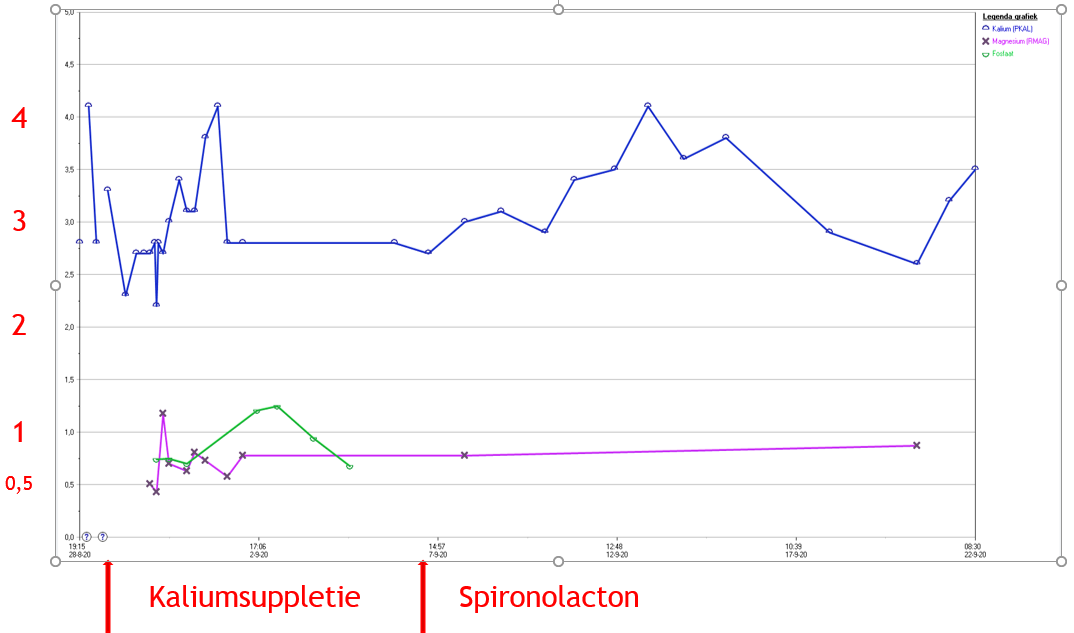 5,0
Legenda grafiek
Kalium (PKAL)
Magnesium (RMAG)
Fosfaat
4,5
4
4,0
3,5
3
3,0
2,5
2
2,0
1,5
1
1,0
0,5
0,5
0,0
? ?
19:15 17:06 14:57 12:48 10:39 08:30
28-8-20 2-9-20 7-9-20 12-9-20 17-9-20 22-9-20
Kaliumsuppletie Spironolacton